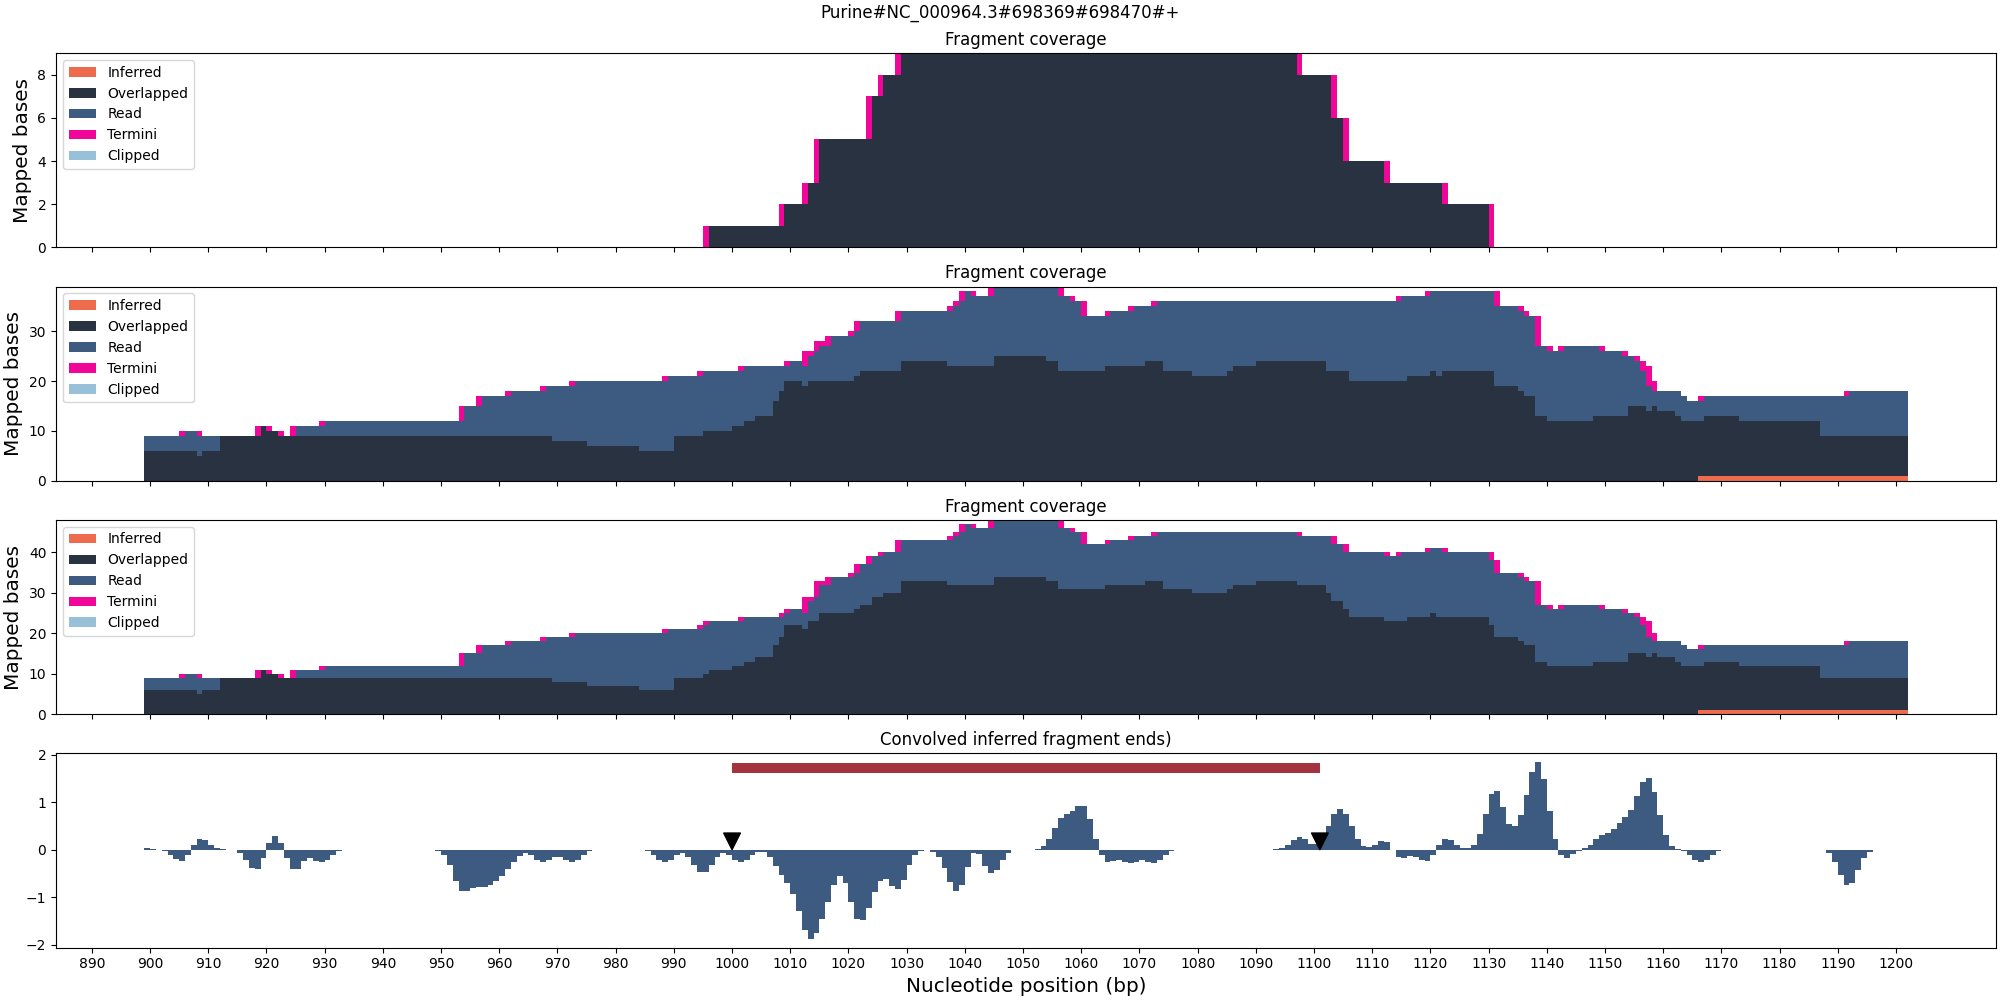 Purine#NC_000964.3#698369#698470#+
Fragment coverage
Mapped bases
8
6
4
2
0
Inferred
Overlapped
Read
Termini
Clipped
Fragment coverage
Mapped bases
30
20
10
0
Inferred
Overlapped
Read
Termini
Clipped
Fragment coverage
Mapped bases
40
30
20
10
0
Inferred
Overlapped
Read
Termini
Clipped
Convolved inferred fragment ends)
2
1
0
−1
−2
890 900 910 920 930 940 950 960 970 980 990 1000 1010 1020 1030 1040 1050 1060 1070 1080 1090 1100 1110 1120 1130 1140 1150 1160 1170 1180 1190 1200
Nucleotide position (bp)